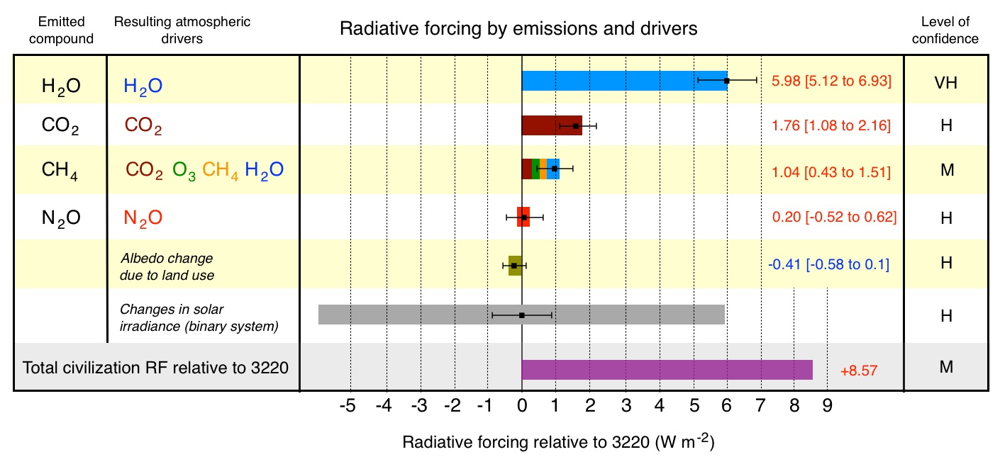 Emitted compound
Resulting atmospheric drivers
Radiative forcing by emissions and drivers
Level of confidence
H₂O H₂O 5.98 [5.12 to 6.93] VH
CO₂ CO₂ 1.76 [1.08 to 2.16] H
CH₄ CO₂ O₃ CH₄ H₂O 1.04 [0.43 to 1.51] M
N₂O N₂O 0.20 [-0.52 to 0.62] H
Albedo change
due to land use -0.41 [-0.58 to 0.1] H
Changes in solar
irradiance (binary system) H
Total civilization RF relative to 3220 +8.57 M
-5 -4 -3 -2 -1 0 1 2 3 4 5 6 7 8 9
Radiative forcing relative to 3220 (W m⁻²)